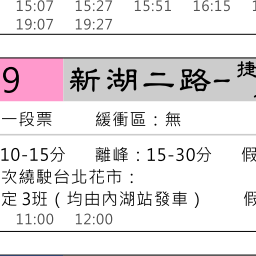 15:07 15:27 15:51 16:15
19:07 19:27
9 新湖二路–捷
一段票 緩衝區：無
10-15分 離峰：15-30分 假
次繞駛台北花市：
定 3班（均由內湖站發車） 假
11:00 12:00